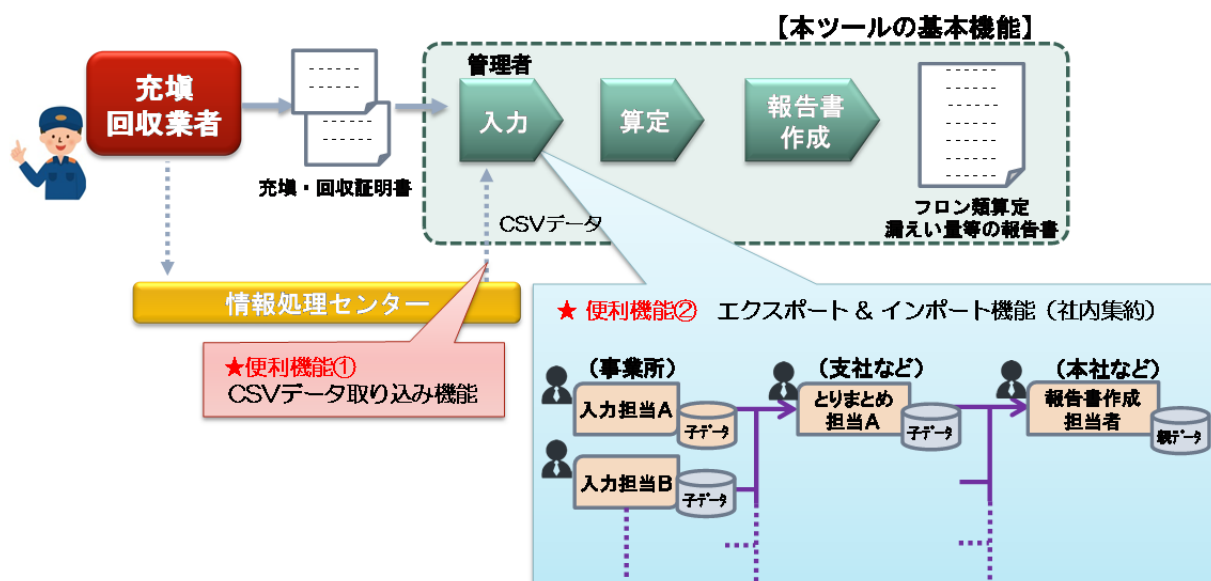 【本ツールの基本機能】
充塡
回収業者
充塡・回収証明書
管理者
入力
算定
報告書
作成
フロン類算定
漏えい量等の報告書
CSVデータ
情報処理センター
★便利機能①
CSVデータ取り込み機能
★ 便利機能② エクスポート & インポート機能（社内集約）
（事業所）
（支社など）
（本社など）
入力担当A
子データ
とりまとめ
担当A
子データ
報告書作成
担当者
親データ
入力担当B
子データ